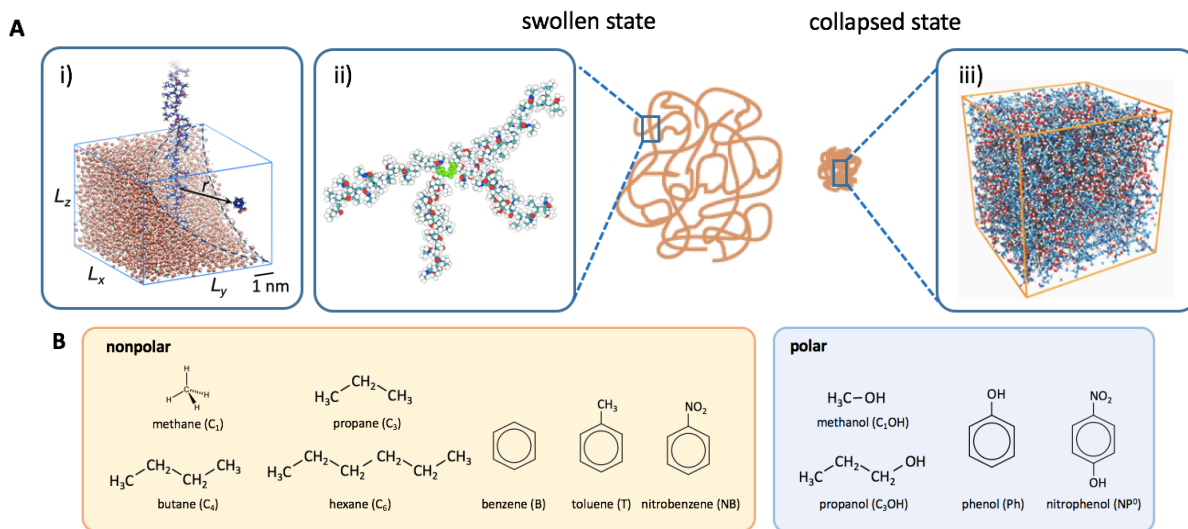 swollen state
collapsed state
A
i)
ii)
iii)
r
L_z
L_x
L_y
1 nm
B
nonpolar
polar
H
C
H
H
H
methane (C₁)
CH₂
H₃C
CH₃
propane (C₃)
CH₃
NO₂
H₃C–OH
methanol (C₁OH)
OH
NO₂
CH₂
CH₃
H₃C
CH₂
butane (C₄)
CH₂
CH₂
CH₃
H₃C
CH₂
CH₂
hexane (C₆)
benzene (B)
toluene (T)
nitrobenzene (NB)
CH₂
OH
H₃C
CH₂
propanol (C₃OH)
phenol (Ph)
OH
nitrophenol (NP⁰)